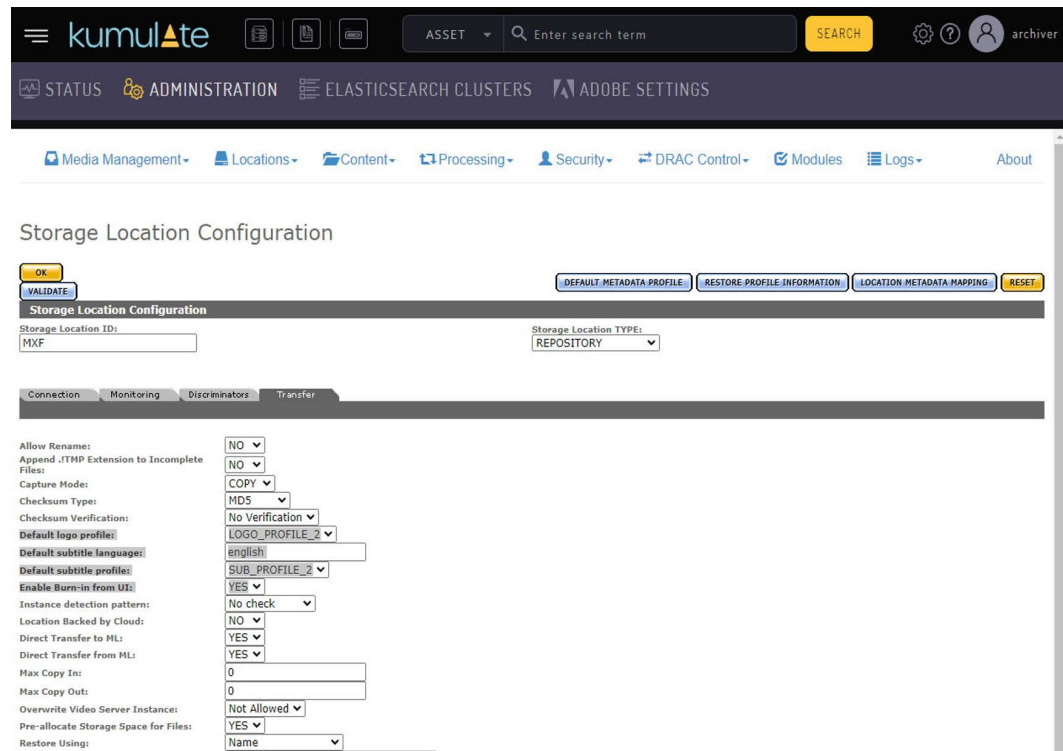 kumulate
ASSET
Enter search term
SEARCH
archiver
STATUS
ADMINISTRATION
ELASTICSEARCH CLUSTERS
ADOBE SETTINGS
Media Management
Locations
Content
Processing
Security
DRAC Control
Modules
Logs
About
Storage Location Configuration
OK
VALIDATE
DEFAULT METADATA PROFILE
RESTORE PROFILE INFORMATION
LOCATION METADATA MAPPING
RESET
Storage Location Configuration
Storage Location ID:
MXF
Storage Location TYPE:
REPOSITORY
Connection
Monitoring
Discriminators
Transfer
Allow Rename: NO
Append .!TMP Extension to Incomplete
Files: NO
Capture Mode: COPY
Checksum Type: MD5
Checksum Verification: No Verification
Default logo profile: LOGO_PROFILE_2
Default subtitle language: english
Default subtitle profile: SUB_PROFILE_2
Enable Burn-in from UI: YES
Instance detection pattern: No check
Location Backed by Cloud: NO
Direct Transfer to ML: YES
Direct Transfer from ML: YES
Max Copy In: 0
Max Copy Out: 0
Overwrite Video Server Instance: Not Allowed
Pre-allocate Storage Space for Files: YES
Restore Using: Name